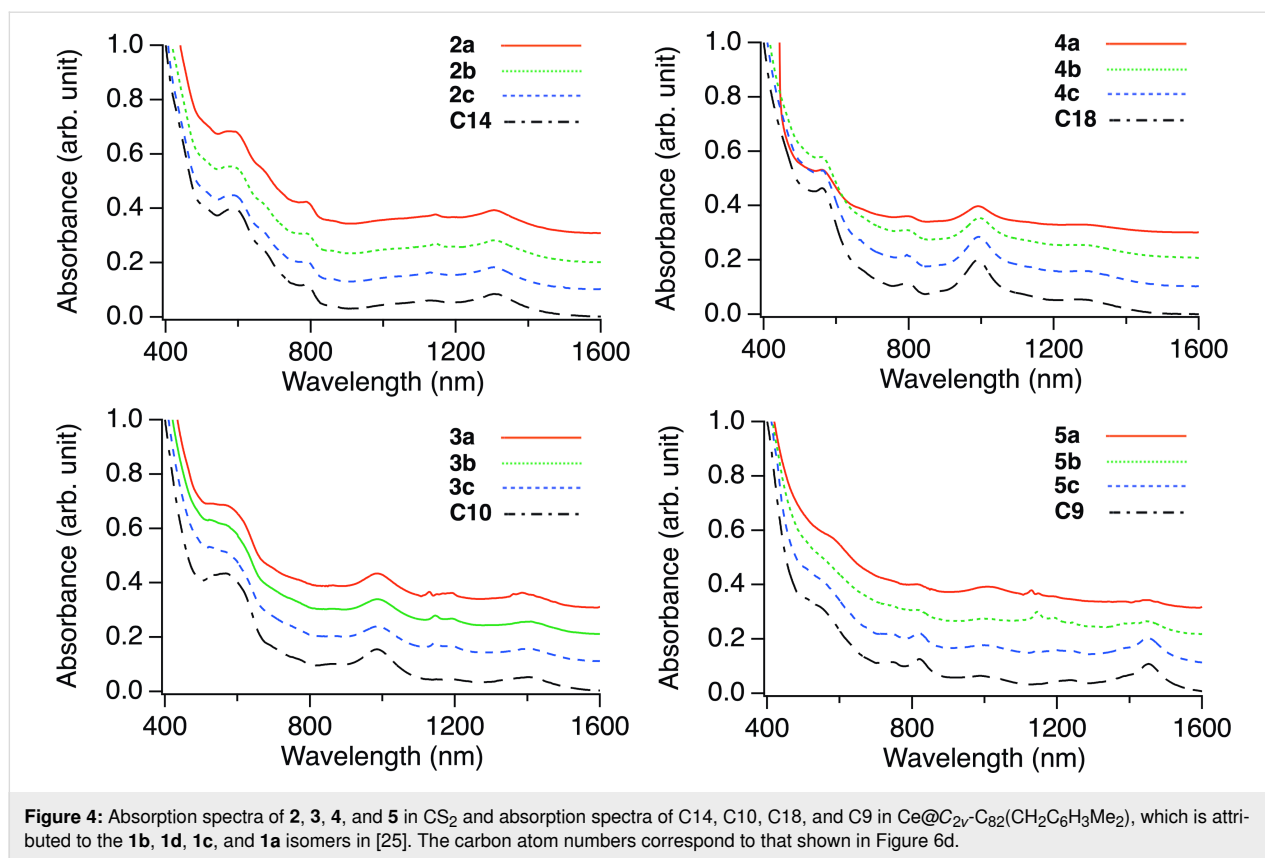 1.0
0.8
0.6
0.4
0.2
0.0
Absorbance (arb. unit)
2a
2b
2c
C14
400 800 1200 1600
Wavelength (nm)
1.0
0.8
0.6
0.4
0.2
0.0
Absorbance (arb. unit)
4a
4b
4c
C18
400 800 1200 1600
Wavelength (nm)
1.0
0.8
0.6
0.4
0.2
0.0
Absorbance (arb. unit)
3a
3b
3c
C10
400 800 1200 1600
Wavelength (nm)
1.0
0.8
0.6
0.4
0.2
0.0
Absorbance (arb. unit)
5a
5b
5c
C9
400 800 1200 1600
Wavelength (nm)
Figure 4: Absorption spectra of 2, 3, 4, and 5 in CS₂ and absorption spectra of C14, C10, C18, and C9 in Ce@C₂ᵥ-C₈₂(CH₂C₆H₃Me₂), which is attri-
buted to the 1b, 1d, 1c, and 1a isomers in [25]. The carbon atom numbers correspond to that shown in Figure 6d.